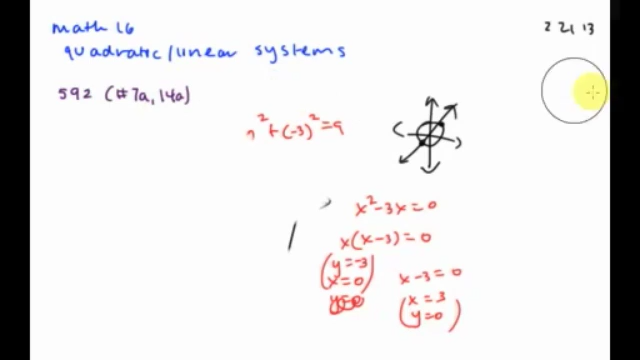 math 16
2 21 13
quadratic/linear systems
592 (#7a, 14a)
² + (-3)² = 9
x² - 3x = 0
x(x-3) = 0
(y = -3
x = 0)
x - 3 = 0
(x = 3
y = 0)